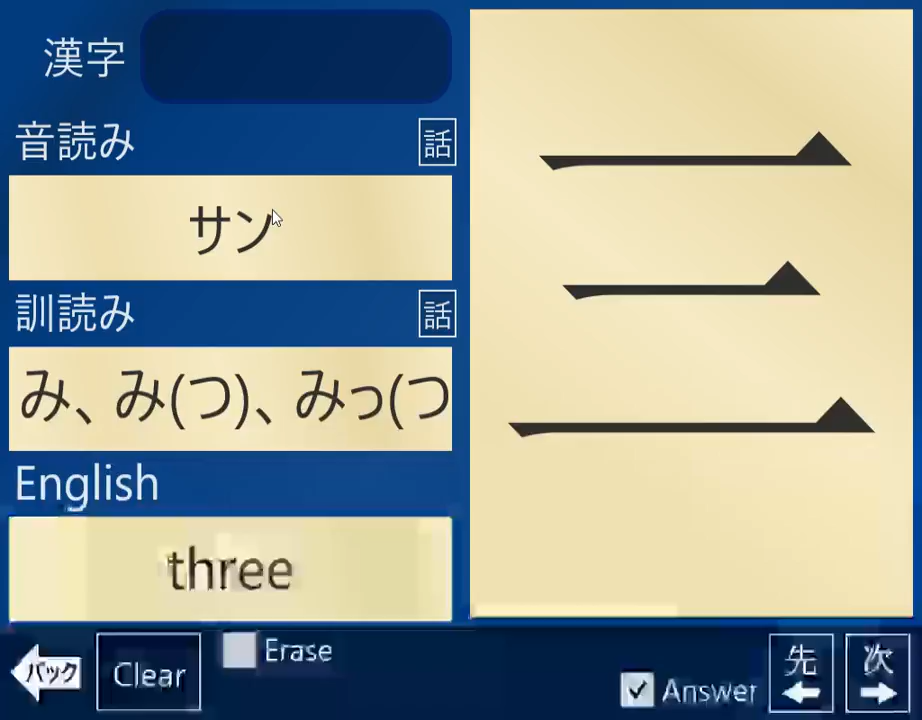 漢字
音読み 話
サン
訓読み 話
み、み(つ)、みっ(つ
English
three
三
バック
Clear
Erase
Answer
先
次